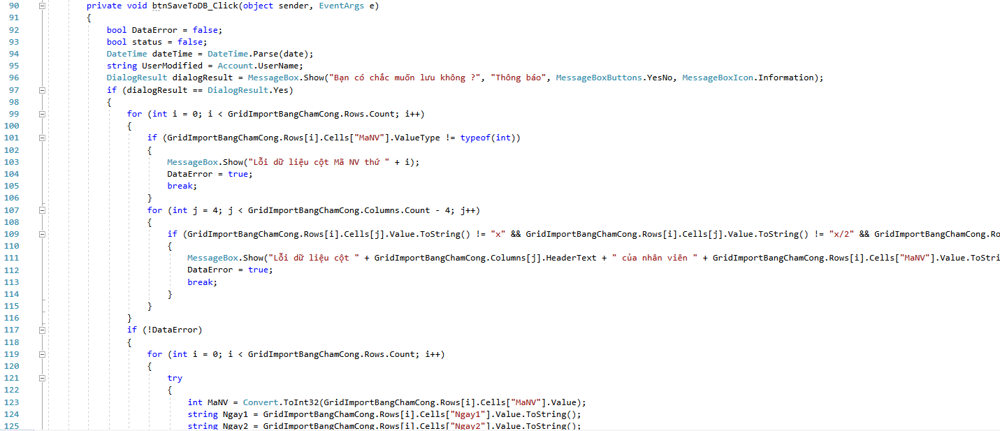 90 private void btnSaveToDB_Click(object sender, EventArgs e)
91 {
92 bool DataError = false;
93 bool status = false;
94 DateTime dateTime = DateTime.Parse(date);
95 string UserModified = Account.UserName;
96 DialogResult dialogResult = MessageBox.Show("Bạn có chắc muốn lưu không ?", "Thông báo", MessageBoxButtons.YesNo, MessageBoxIcon.Information);
97 if (dialogResult == DialogResult.Yes)
98 {
99 for (int i = 0; i < GridImportBangChamCong.Rows.Count; i++)
100 {
101 if (GridImportBangChamCong.Rows[i].Cells["MaNV"].ValueType != typeof(int))
102 {
103 MessageBox.Show("Lỗi dữ liệu cột Mã NV thứ " + i);
104 DataError = true;
105 break;
106 }
107 for (int j = 4; j < GridImportBangChamCong.Columns.Count - 4; j++)
108 {
109 if (GridImportBangChamCong.Rows[i].Cells[j].Value.ToString() != "x" && GridImportBangChamCong.Rows[i].Cells[j].Value.ToString() != "x/2" && GridImportBangChamCong.Ro
110 {
111 MessageBox.Show("Lỗi dữ liệu cột " + GridImportBangChamCong.Columns[j].HeaderText + " của nhân viên " + GridImportBangChamCong.Rows[i].Cells["MaNV"].Value.ToStri
112 DataError = true;
113 break;
114 }
115 }
116 }
117 if (!DataError)
118 {
119 for (int i = 0; i < GridImportBangChamCong.Rows.Count; i++)
120 {
121 try
122 {
123 int MaNV = Convert.ToInt32(GridImportBangChamCong.Rows[i].Cells["MaNV"].Value);
124 string Ngay1 = GridImportBangChamCong.Rows[i].Cells["Ngay1"].Value.ToString();
125 string Ngay2 = GridImportBangChamCong.Rows[i].Cells["Ngay2"].Value.ToString();